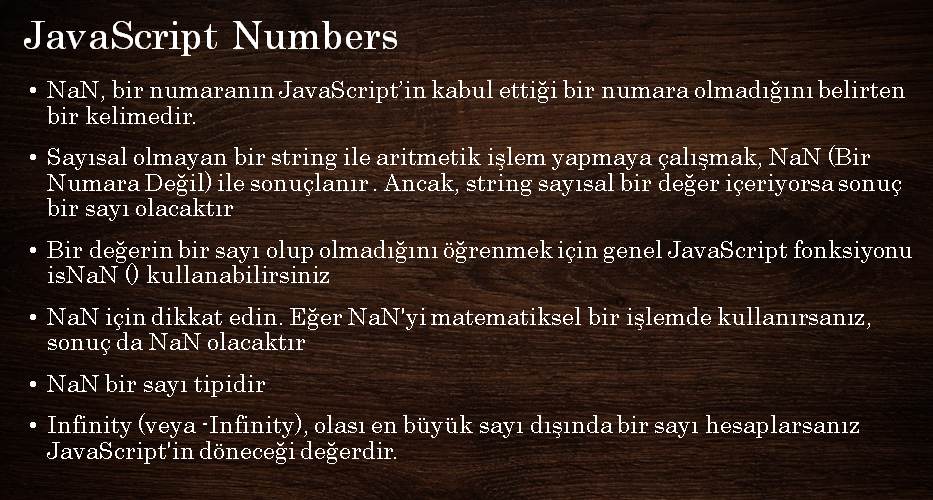 JavaScript Numbers
• NaN, bir numaranın JavaScript’in kabul ettiği bir numara olmadığını belirten
bir kelimedir.
• Sayısal olmayan bir string ile aritmetik işlem yapmaya çalışmak, NaN (Bir
Numara Değil) ile sonuçlanır . Ancak, string sayısal bir değer içeriyorsa sonuç
bir sayı olacaktır
• Bir değerin bir sayı olup olmadığını öğrenmek için genel JavaScript fonksiyonu
isNaN () kullanabilirsiniz
• NaN için dikkat edin. Eğer NaN'yi matematiksel bir işlemde kullanırsanız,
sonuç da NaN olacaktır
• NaN bir sayı tipidir
• Infinity (veya -Infinity), olası en büyük sayı dışında bir sayı hesaplarsanız
JavaScript'in döneceği değerdir.